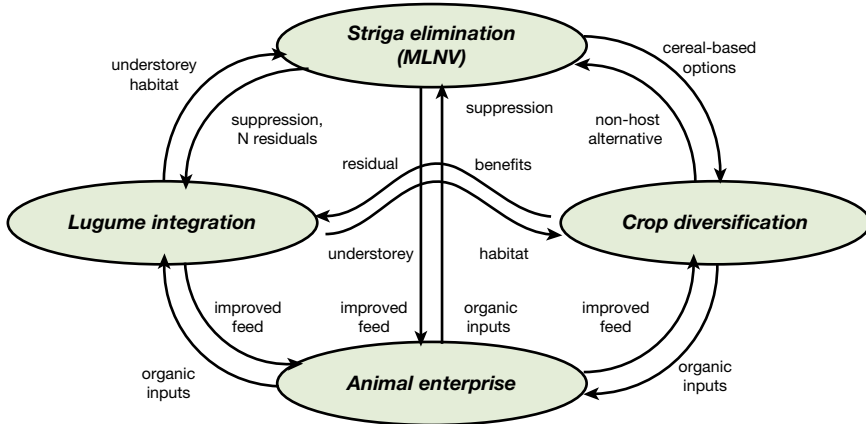 Striga elimination
(MLNV)
understorey
habitat
cereal-based
options
suppression,
N residuals
suppression
non-host
alternative
residual
benefits
Lugume integration
Crop diversification
understorey
habitat
improved
feed
improved
feed
organic
inputs
improved
feed
organic
inputs
organic
inputs
Animal enterprise